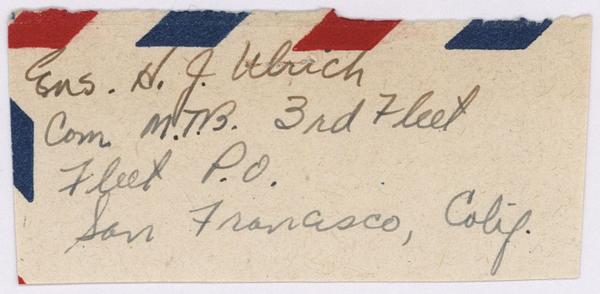 Ens. H. J. Ulrich
Com. M.T.B. 3rd Fleet
Fleet P.O.
San Francisco, Calif.